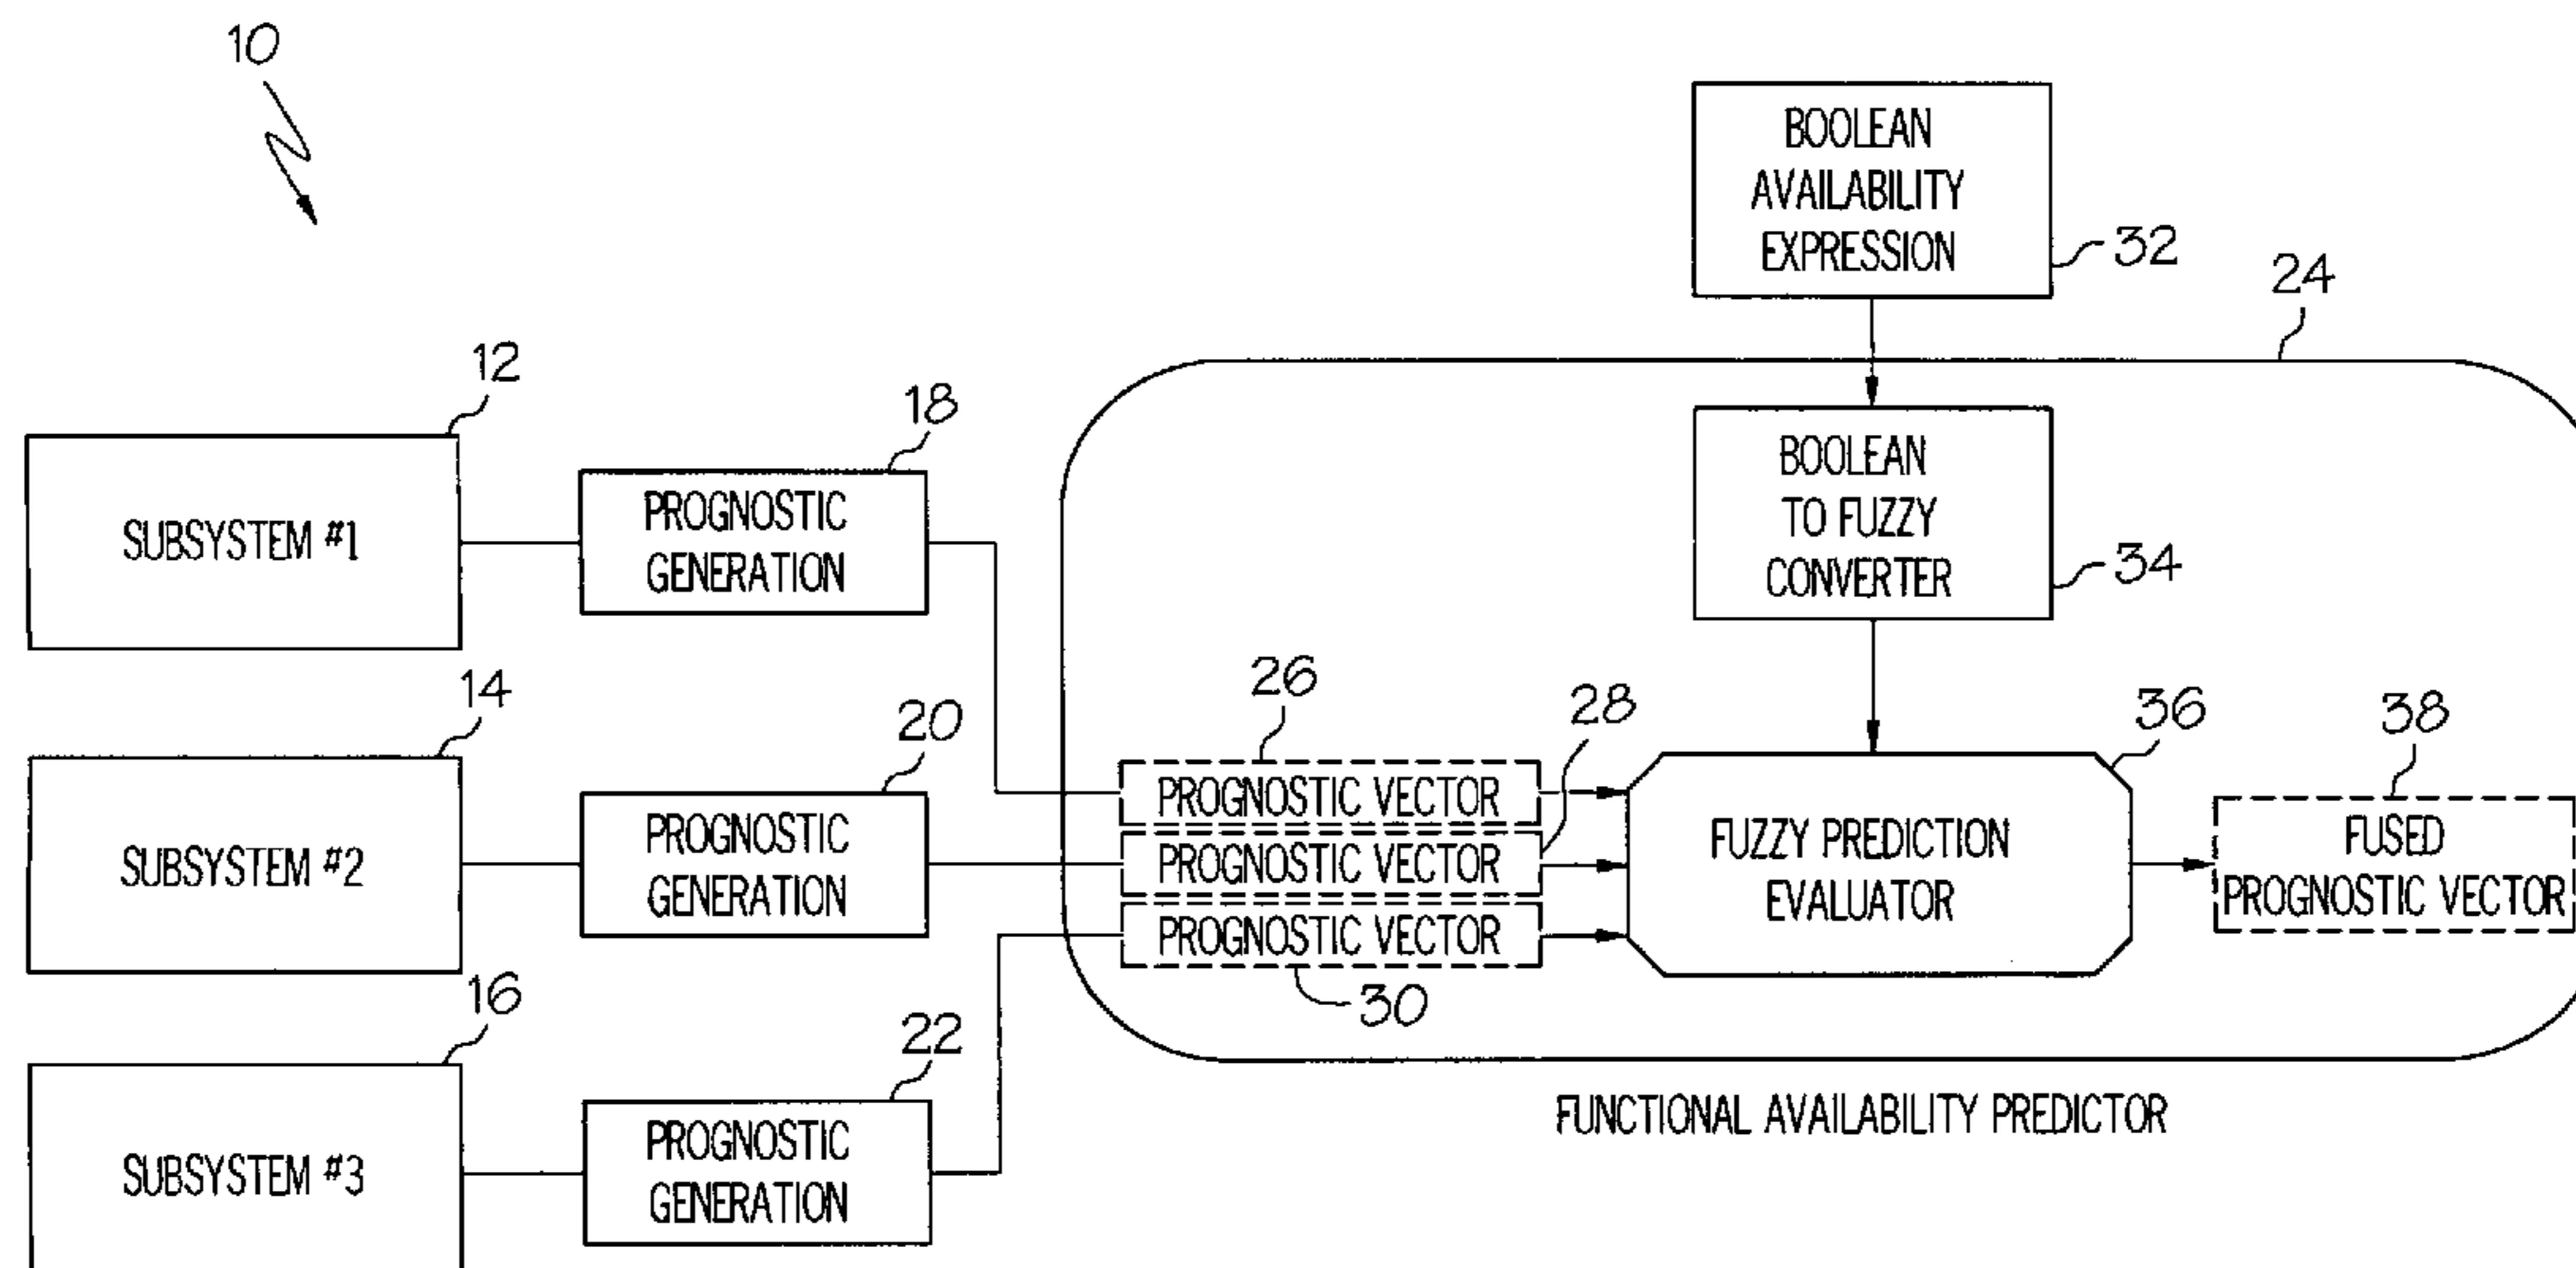 10
BOOLEAN
AVAILABILITY
EXPRESSION
32
24
12
SUBSYSTEM #1
18
PROGNOSTIC
GENERATION
BOOLEAN
TO FUZZY
CONVERTER
34
14
SUBSYSTEM #2
20
PROGNOSTIC
GENERATION
26
PROGNOSTIC VECTOR
28
PROGNOSTIC VECTOR
PROGNOSTIC VECTOR
30
36
FUZZY PREDICTION
EVALUATOR
38
FUSED
PROGNOSTIC VECTOR
16
SUBSYSTEM #3
22
PROGNOSTIC
GENERATION
FUNCTIONAL AVAILABILITY PREDICTOR